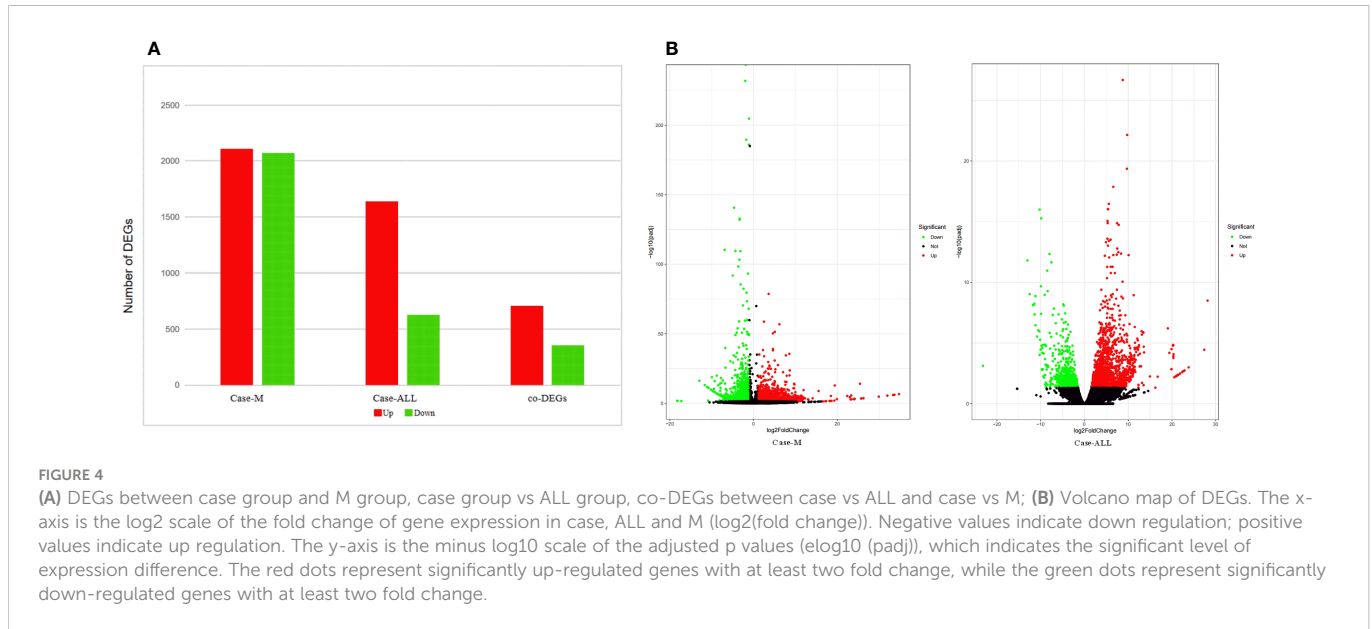 A
B
Number of DEGs
2500
2000
1500
1000
500
0
Case-M
Case-ALL
co-DEGs
Up
Down
-log10(padj)
200
150
100
50
0
-20
0
20
log2FoldChange
Case-M
Significant
Down
Not
Up
-log10(padj)
20
10
0
-20
-10
0
10
20
30
log2FoldChange
Case-ALL
Significant
Down
Not
Up
FIGURE 4
(A) DEGs between case group and M group, case group vs ALL group, co-DEGs between case vs ALL and case vs M; (B) Volcano map of DEGs. The x-
axis is the log2 scale of the fold change of gene expression in case, ALL and M (log2(fold change)). Negative values indicate down regulation; positive
values indicate up regulation. The y-axis is the minus log10 scale of the adjusted p values (elog10 (padj)), which indicates the significant level of
expression difference. The red dots represent significantly up-regulated genes with at least two fold change, while the green dots represent significantly
down-regulated genes with at least two fold change.